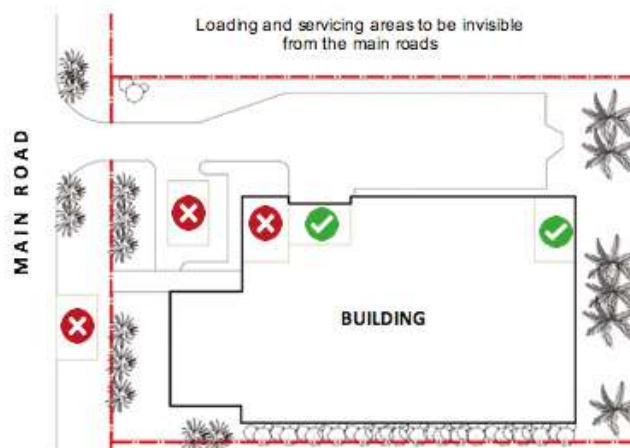 Loading and servicing areas to be invisible
from the main roads
MAIN ROAD
BUILDING